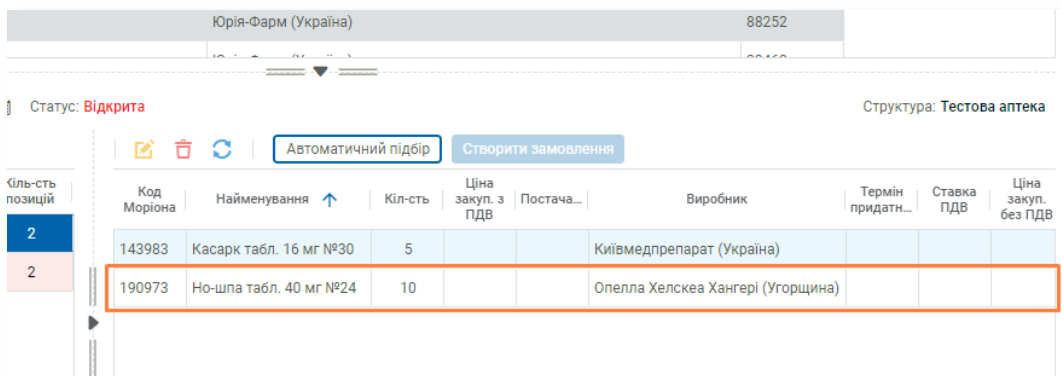 Юрія-Фарм (Україна) 88252
Статус: Відкрита Структура: Тестова аптека
Автоматичний підбір Створити замовлення
Кіль-сть позицій
Код Моріона Найменування Кіл-сть Ціна закуп. з ПДВ Постача... Виробник Термін придатн... Ставка ПДВ Ціна закуп. без ПДВ
2
143983 Касарк табл. 16 мг №30 5 Київмедпрепарат (Україна)
2
190973 Но-шпа табл. 40 мг №24 10 Опелла Хелскеа Хангері (Угорщина)